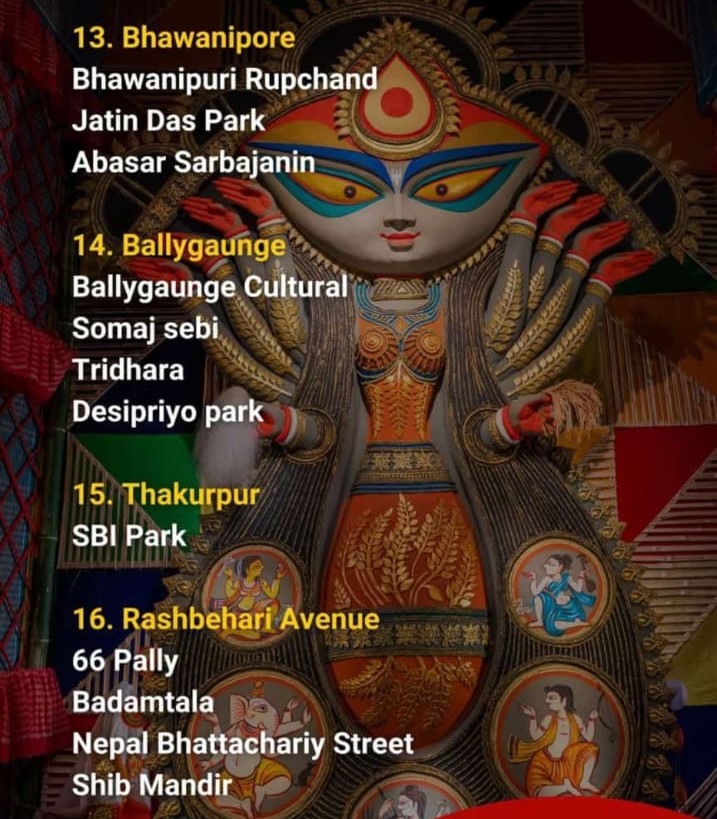 13. Bhawanipore
Bhawanipuri Rupchand
Jatin Das Park
Abasar Sarbajanin
14. Ballygaunge
Ballygaunge Cultural
Somaj sebi
Tridhara
Desipriyo park
15. Thakurpur
SBI Park
16. Rashbehari Avenue
66 Pally
Badamtala
Nepal Bhattachariy Street
Shib Mandir